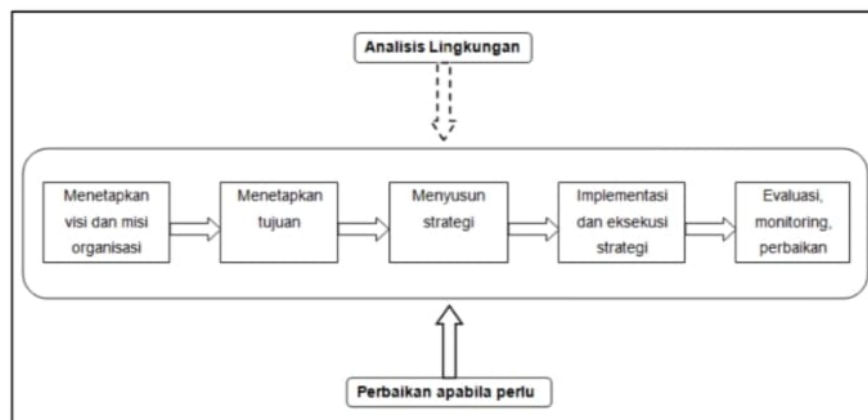 Analisis Lingkungan
Menetapkan
visi dan misi
organisasi
Menetapkan
tujuan
Menyusun
strategi
Implementasi
dan eksekusi
strategi
Evaluasi,
monitoring,
perbaikan
Perbaikan apabila perlu